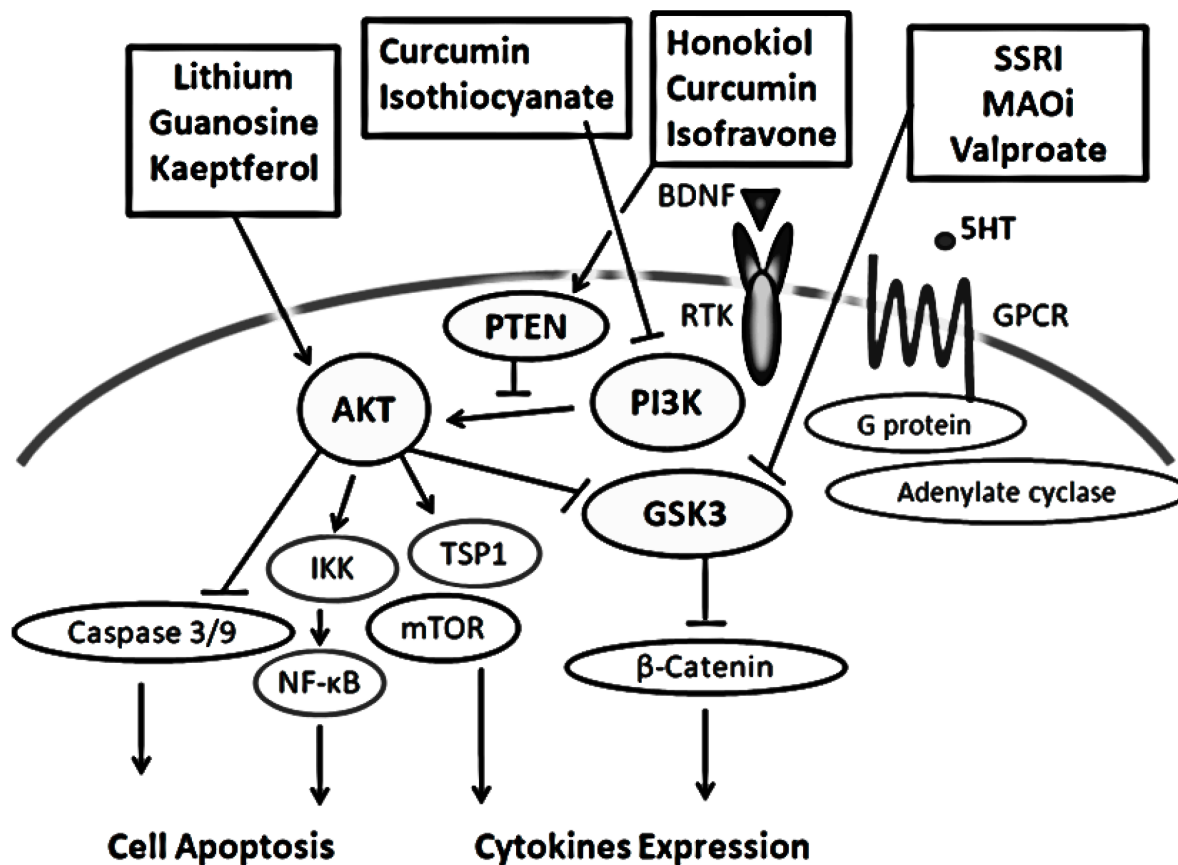 Lithium
Guanosine
Kaeptferol
Curcumin
Isothiocyanate
Honokiol
Curcumin
Isofravone
SSRI
MAOi
Valproate
BDNF
5HT
RTK
GPCR
PTEN
AKT
PI3K
G protein
Adenylate cyclase
GSK3
TSP1
IKK
mTOR
Caspase 3/9
NF-κB
β-Catenin
Cell Apoptosis
Cytokines Expression